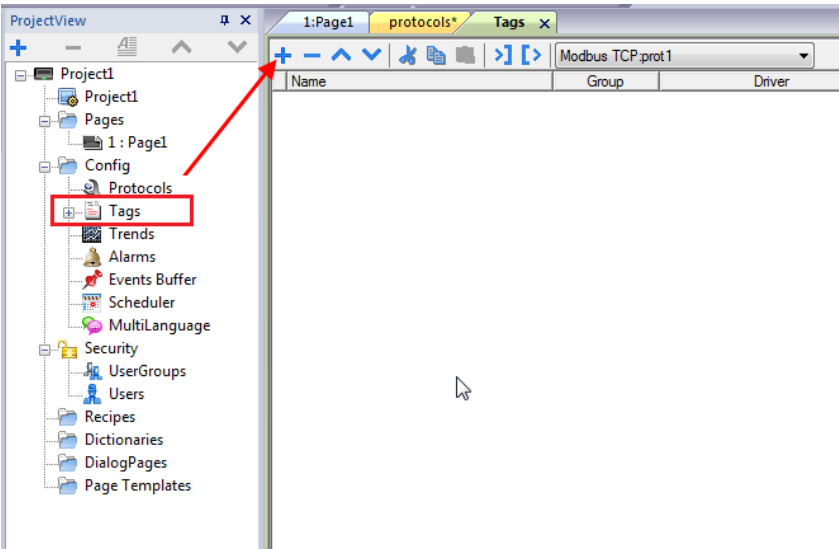 ProjectView
Project1
Project1
Pages
1 : Page1
Config
Protocols
Tags
Trends
Alarms
Events Buffer
Scheduler
MultiLanguage
Security
UserGroups
Users
Recipes
Dictionaries
DialogPages
Page Templates
1:Page1 protocols* Tags
Modbus TCP:prot1
Name Group Driver